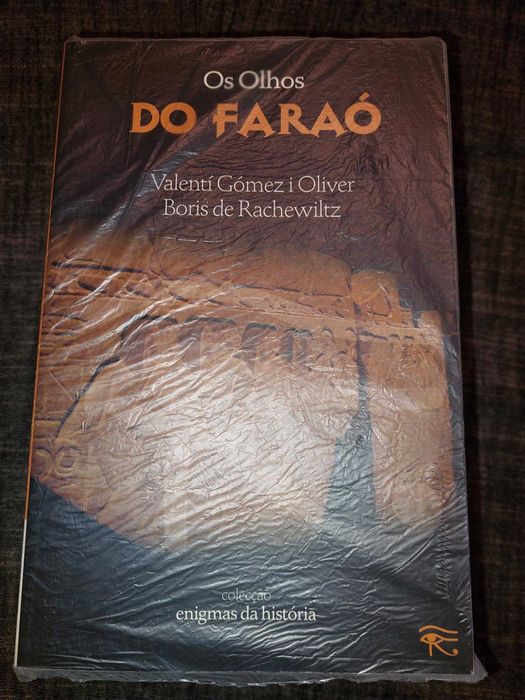 Os Olhos
DO FARAÓ
Valentí Gómez i Oliver
Boris de Rachewiltz
colecção
enigmas da história